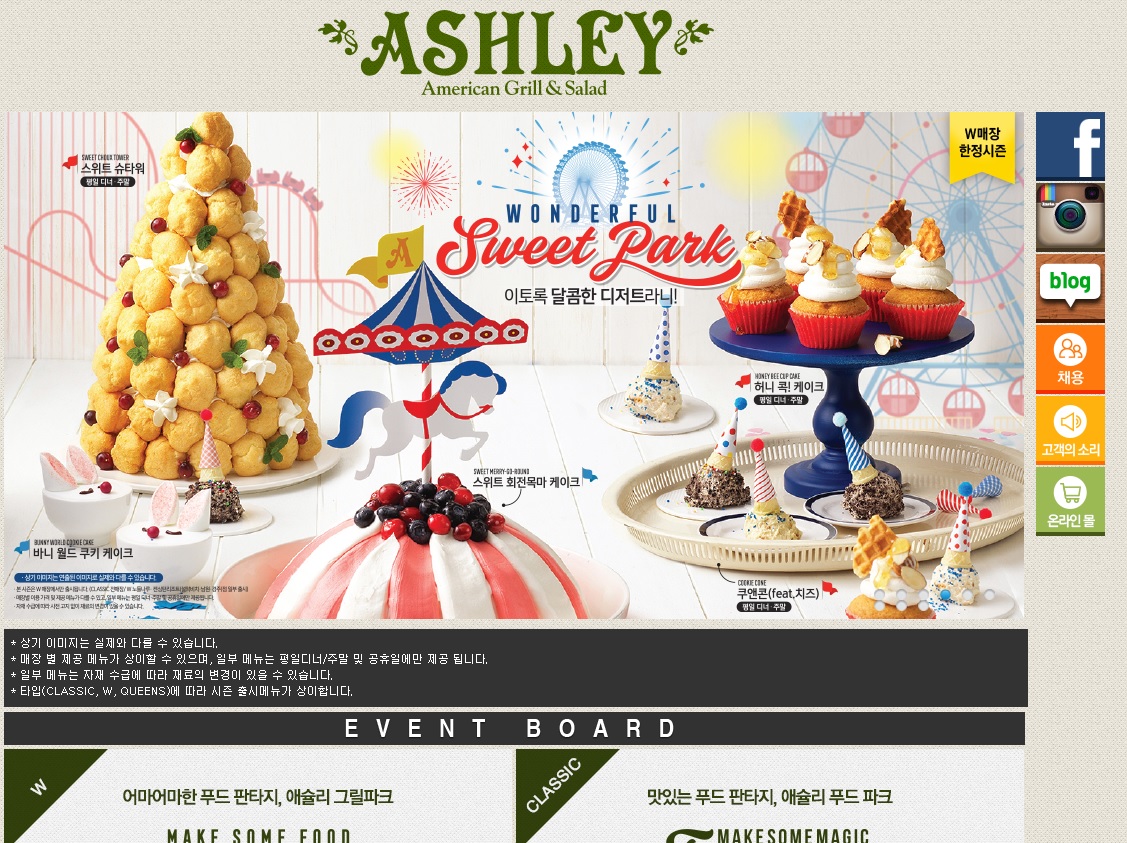 ASHLEY
American Grill & Salad
W매장
한정시즌
SWEET CHOUX TOWER
스위트 슈타워
평일 디너 · 주말
WONDERFUL
Sweet Park
이토록 달콤한 디저트라니!
A
HONEY BEE CUP CAKE
허니 콕! 케이크
평일 디너 · 주말
SWEET MERRY-GO-ROUND
스위트 회전목마 케이크
BUNNY WORLD COOKIE CAKE
바니 월드 쿠키 케이크
COOKIE CONE
쿠앤콘(feat.치즈)
평일 디너 · 주말
· 상기 이미지는 연출된 이미지로 실제와 다를 수 있습니다.
f
blog
채용
고객의 소리
온라인 몰
* 상기 이미지는 실제와 다를 수 있습니다.
* 매장 별 제공 메뉴가 상이할 수 있으며, 일부 메뉴는 평일디너/주말 및 공휴일에만 제공 됩니다.
* 일부 메뉴는 자재 수급에 따라 재료의 변경이 있을 수 있습니다.
* 타입(CLASSIC, W, QUEENS)에 따라 시즌 출시메뉴가 상이합니다.
EVENT BOARD
W
어마어마한 푸드 판타지, 애슐리 그릴파크
MAKE SOME FOOD
CLASSIC
맛있는 푸드 판타지, 애슐리 푸드 파크
MAKESOMEMAGIC